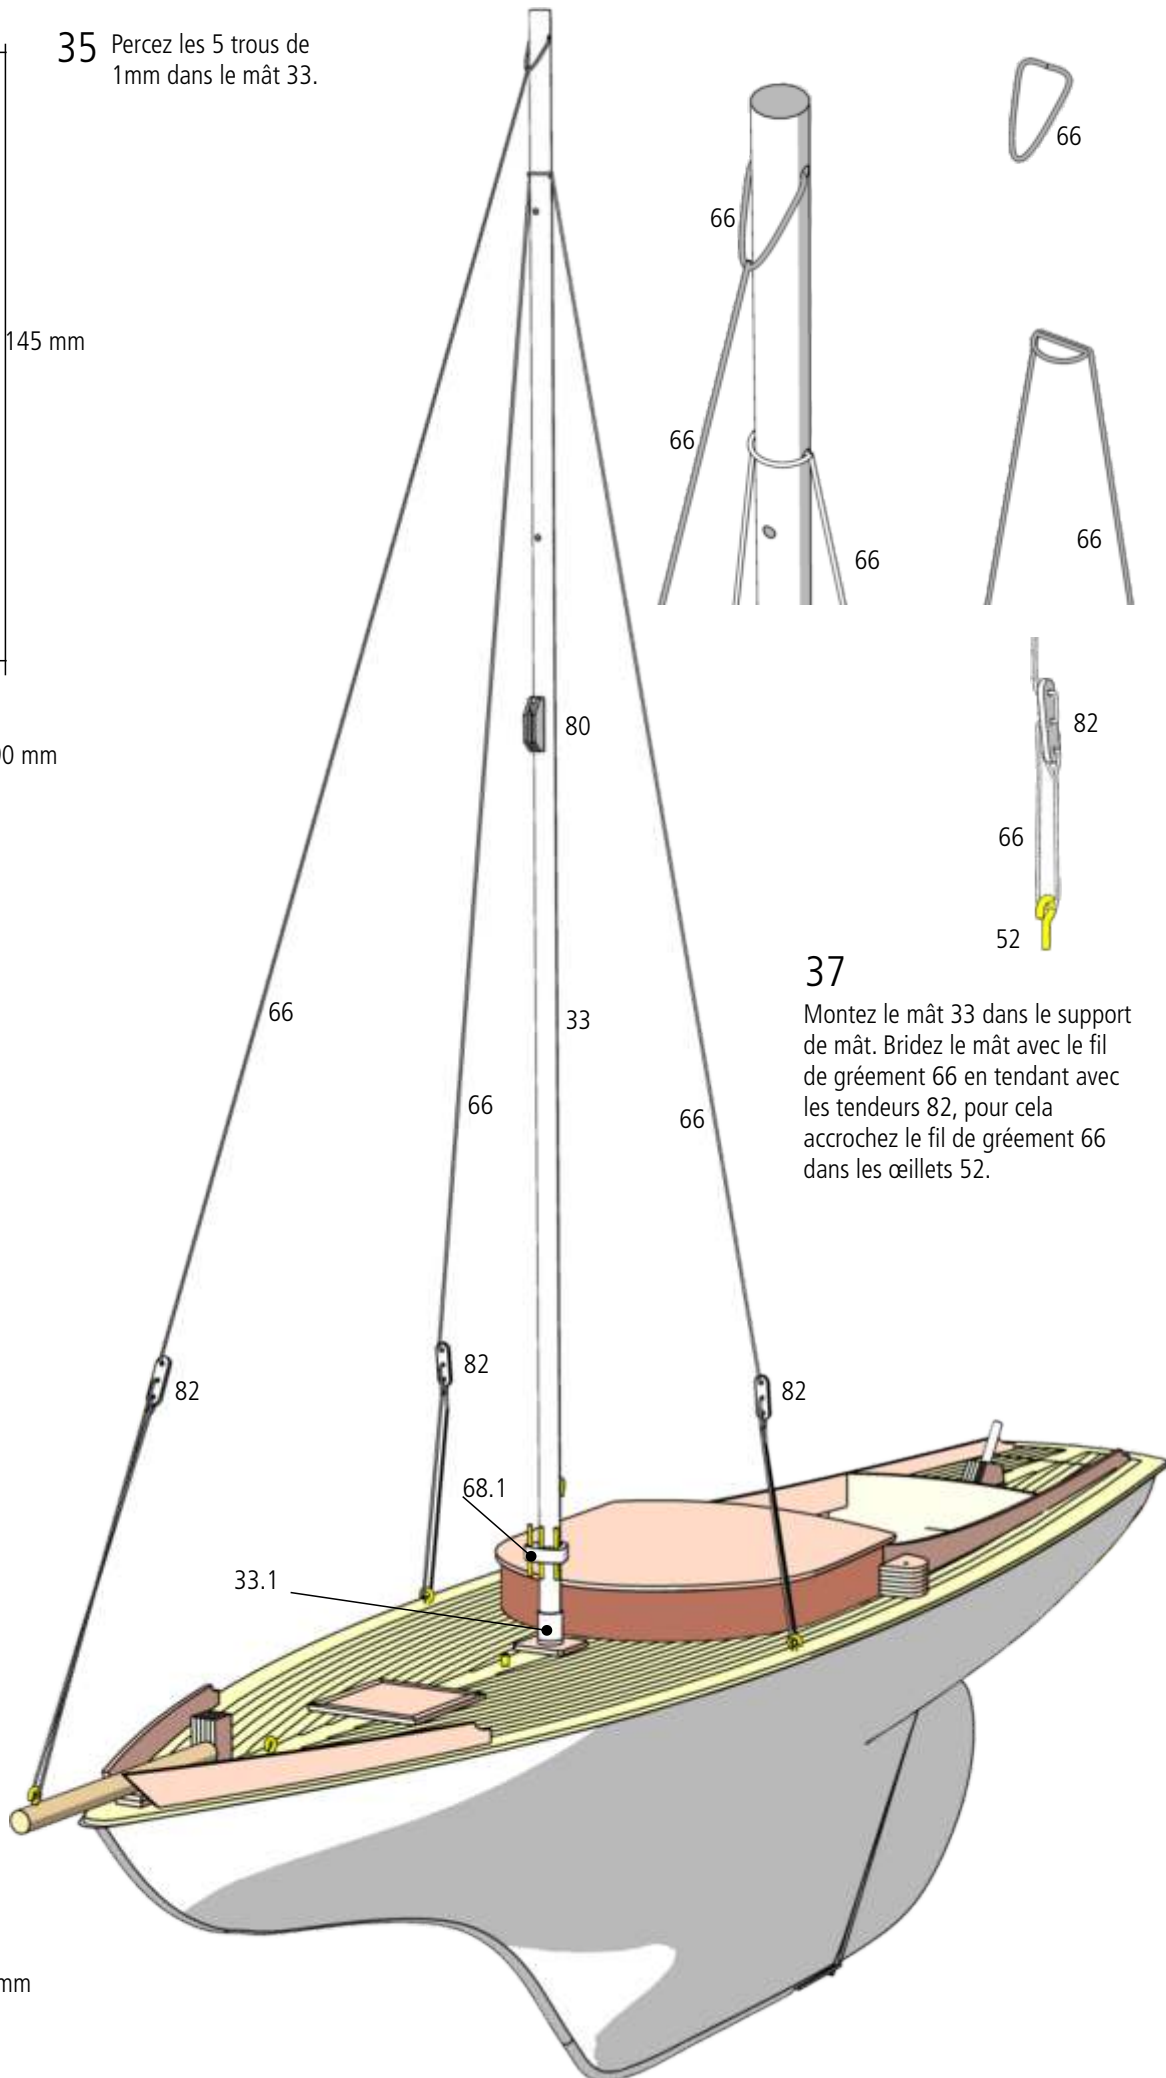 35 Percez les 5 trous de
1mm dans le mât 33.
66
66
145 mm
66
66
66
82
80
0 mm
66
52
37
Montez le mât 33 dans le support
de mât. Bridez le mât avec le fil
de gréement 66 en tendant avec
les tendeurs 82, pour cela
accrochez le fil de gréement 66
dans les œillets 52.
66
33
66
66
82
82
82
68.1
33.1
mm